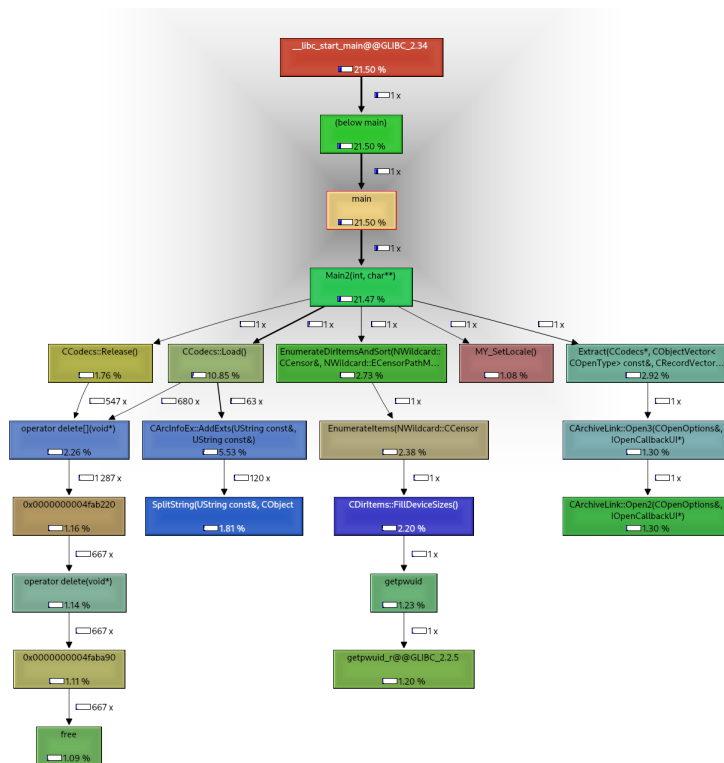 __libc_start_main@@GLIBC_2.34
21.50 %
1 x
(below main)
21.50 %
1 x
main
21.50 %
1 x
Main2(int, char**)
21.47 %
1 x
1 x
1 x
1 x
1 x
CCodecs::Release()
1.76 %
CCodecs::Load()
10.85 %
EnumerateDirItemsAndSort(NWildcard::
CCensor&, NWildcard::ECensorPathM...
2.73 %
MY_SetLocale()
1.08 %
Extract(CCodecs*, CObjectVector<
COpenType> const&, CRecordVector...
2.92 %
547 x
680 x
63 x
1 x
1 x
operator delete[](void*)
2.26 %
CArcInfoEx::AddExts(UString const&,
UString const&)
5.53 %
EnumerateItems(NWildcard::CCensor
2.38 %
CArchiveLink::Open3(COpenOptions&,
IOpenCallbackUI*)
1.30 %
1 287 x
120 x
1 x
1 x
0x0000000004fab220
1.16 %
SplitString(UString const&, CObject
1.81 %
CDirItems::FillDeviceSizes()
2.20 %
CArchiveLink::Open2(COpenOptions&,
IOpenCallbackUI*)
1.30 %
667 x
1 x
operator delete(void*)
1.14 %
getpwuid
1.23 %
667 x
1 x
0x0000000004faba90
1.11 %
getpwuid_r@@GLIBC_2.2.5
1.20 %
667 x
free
1.09 %